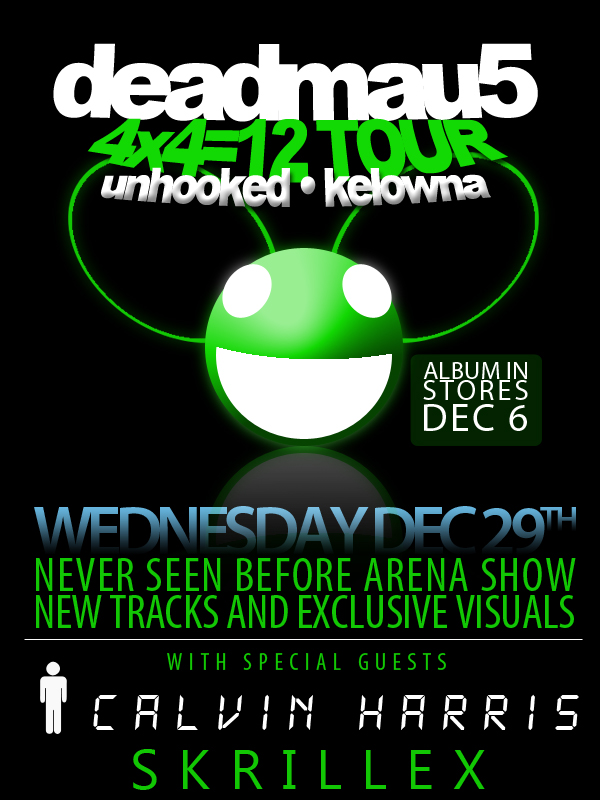 deadmau5
4x4=12 TOUR
unhooked • kelowna
ALBUM IN
STORES
DEC 6
WEDNESDAY DEC 29TH
NEVER SEEN BEFORE ARENA SHOW
NEW TRACKS AND EXCLUSIVE VISUALS
WITH SPECIAL GUESTS
CALVIN HARRIS
SKRILLEX